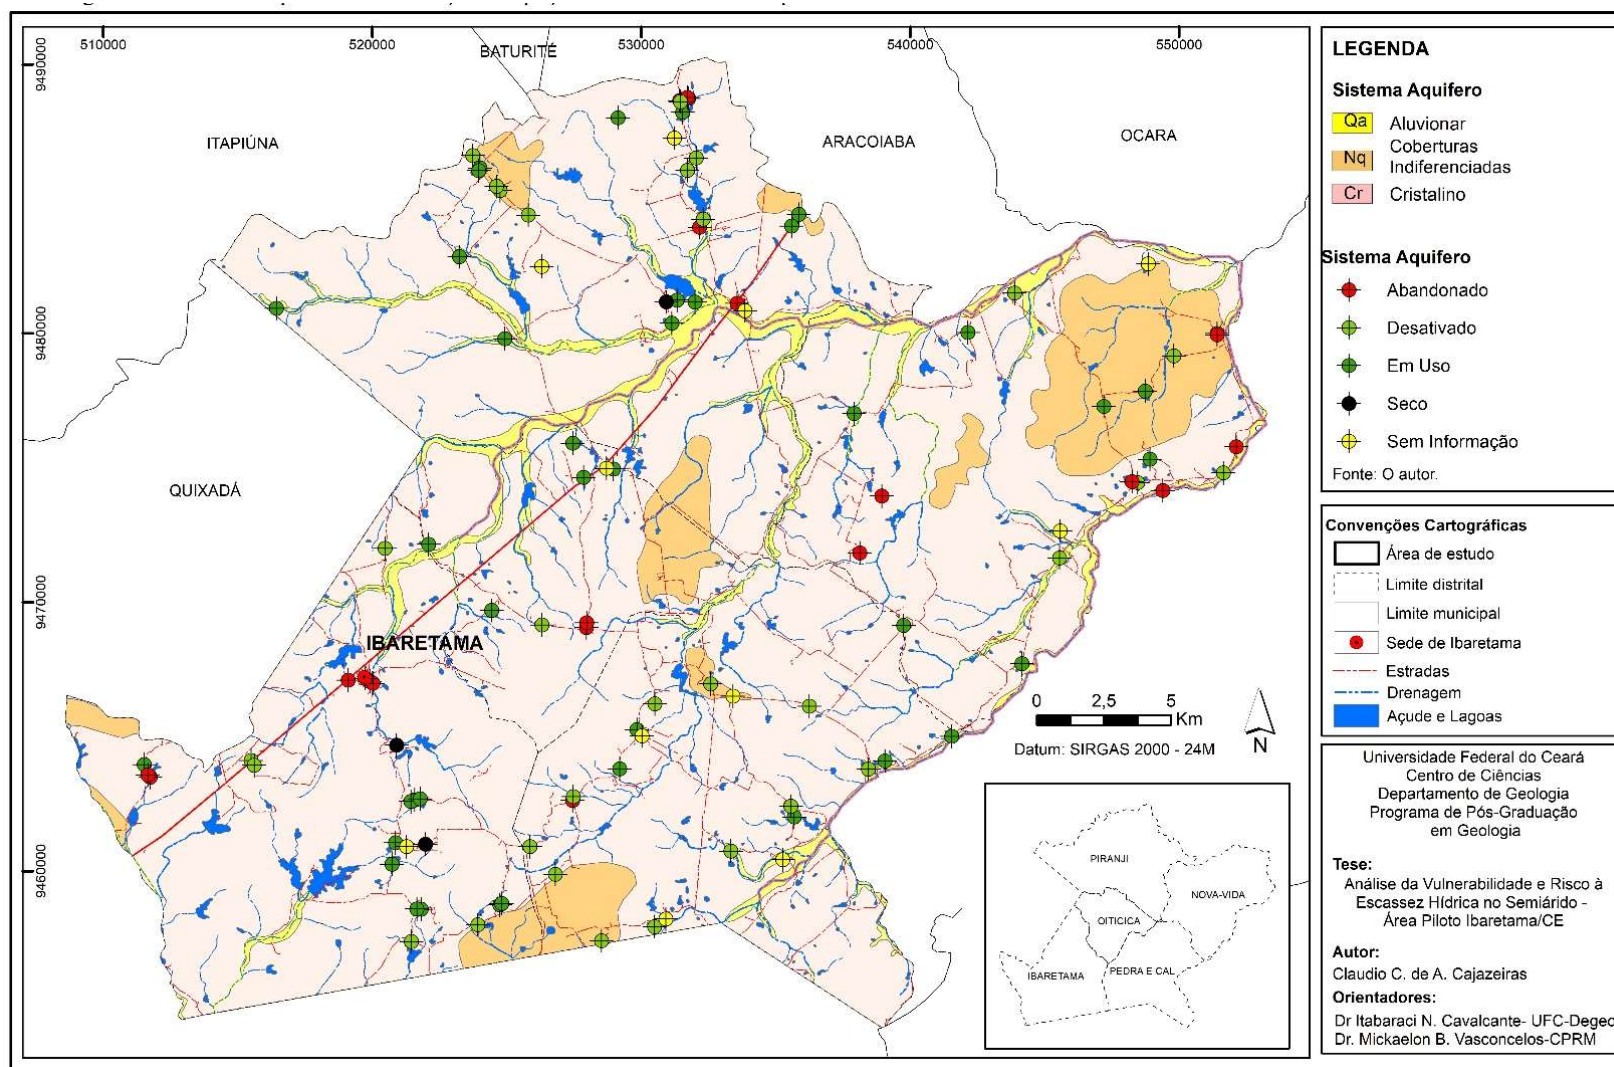 510000
520000
530000
540000
550000
9490000
9480000
9470000
9460000
BATURITÉ
ITAPIÚNA
ARACOIABA
OCARA
QUIXADÁ
IBARETAMA
0 2,5 5
Km
Datum: SIRGAS 2000 - 24M
N
PIRANJI
NOVA-VIDA
OITICICA
IBARETAMA
PEDRA E CAL
LEGENDA
Sistema Aquifero
Qa Aluvionar
Nq Coberturas
Indiferenciadas
Cr Cristalino
Sistema Aquifero
Abandonado
Desativado
Em Uso
Seco
Sem Informação
Fonte: O autor.
Convenções Cartográficas
Área de estudo
Limite distrital
Limite municipal
Sede de Ibaretama
Estradas
Drenagem
Açude e Lagoas
Universidade Federal do Ceará
Centro de Ciências
Departamento de Geologia
Programa de Pós-Graduação
em Geologia
Tese:
Análise da Vulnerabilidade e Risco à
Escassez Hídrica no Semiárido -
Área Piloto Ibaretama/CE
Autor:
Claudio C. de A. Cajazeiras
Orientadores:
Dr Itabaraci N. Cavalcante- UFC-Degeo
Dr. Mickaelon B. Vasconcelos-CPRM